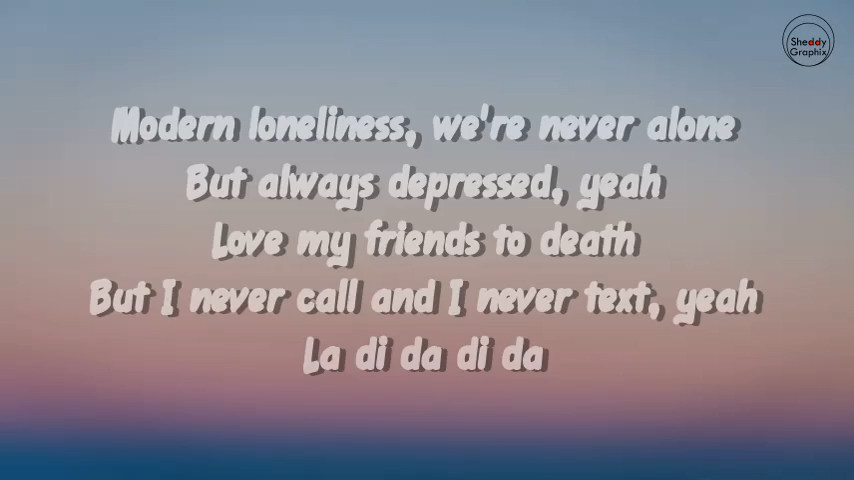 Sheddy
Graphix
Modern loneliness, we're never alone
But always depressed, yeah
Love my friends to death
But I never call and I never text, yeah
La di da di da